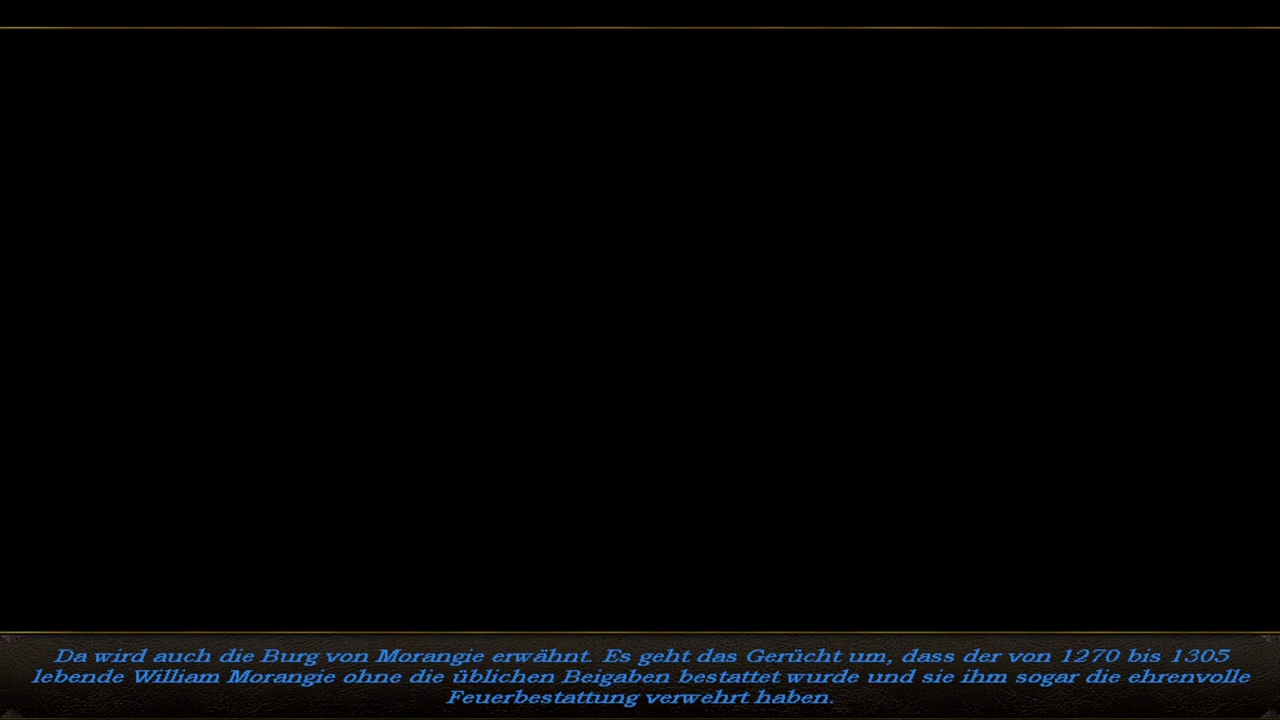 Da wird auch die Burg von Morangie erwähnt. Es geht das Gerücht um, dass der von 1270 bis 1305
lebende William Morangie ohne die üblichen Beigaben bestattet wurde und sie ihm sogar die ehrenvolle
Feuerbestattung verwehrt haben.